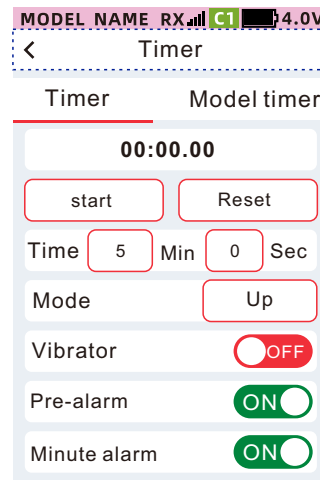 MODEL NAME RX C1 4.0V
< Timer
Timer Model timer
00:00.00
start Reset
Time 5 Min 0 Sec
Mode Up
Vibrator OFF
Pre-alarm ON
Minute alarm ON